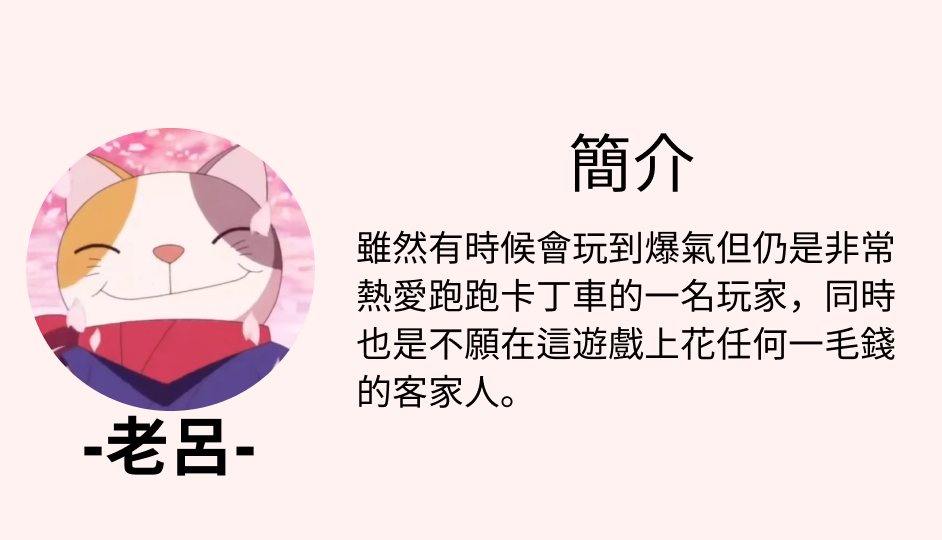 簡介
雖然有時候會玩到爆氣但仍是非常
熱愛跑跑卡丁車的一名玩家，同時
也是不願在這遊戲上花任何一毛錢
的客家人。
-老呂-